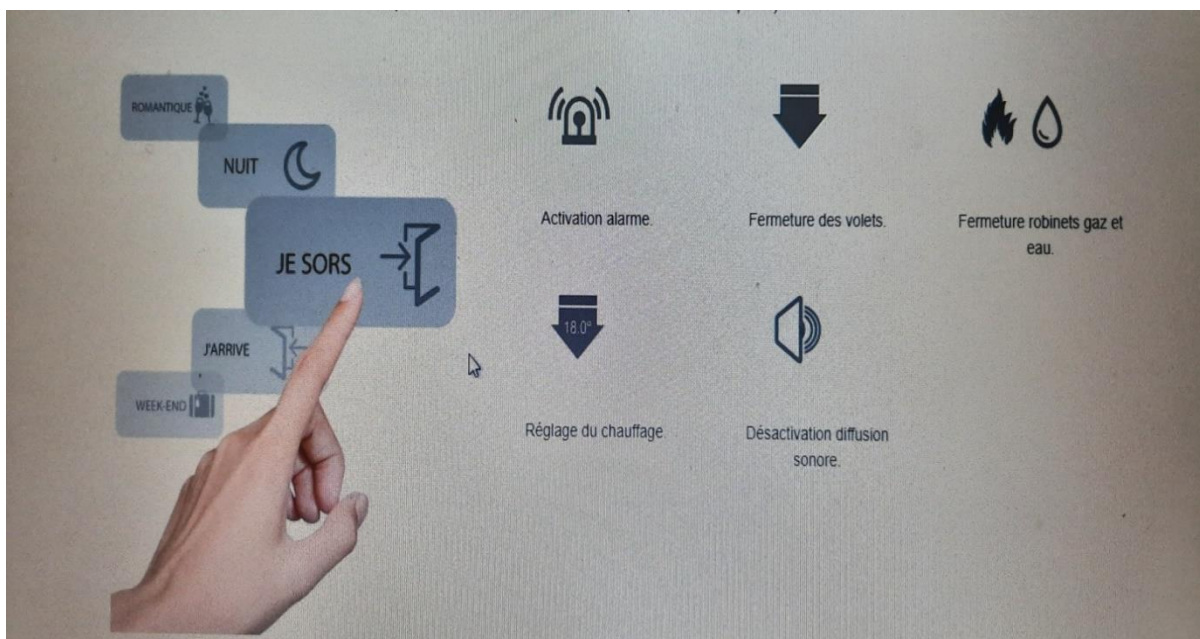 ROMANTIQUE
NUIT
JE SORS
J'ARRIVE
WEEK-END
Activation alarme.
Fermeture des volets.
Fermeture robinets gaz et
eau.
18.0°
Réglage du chauffage
Désactivation diffusion
sonore.